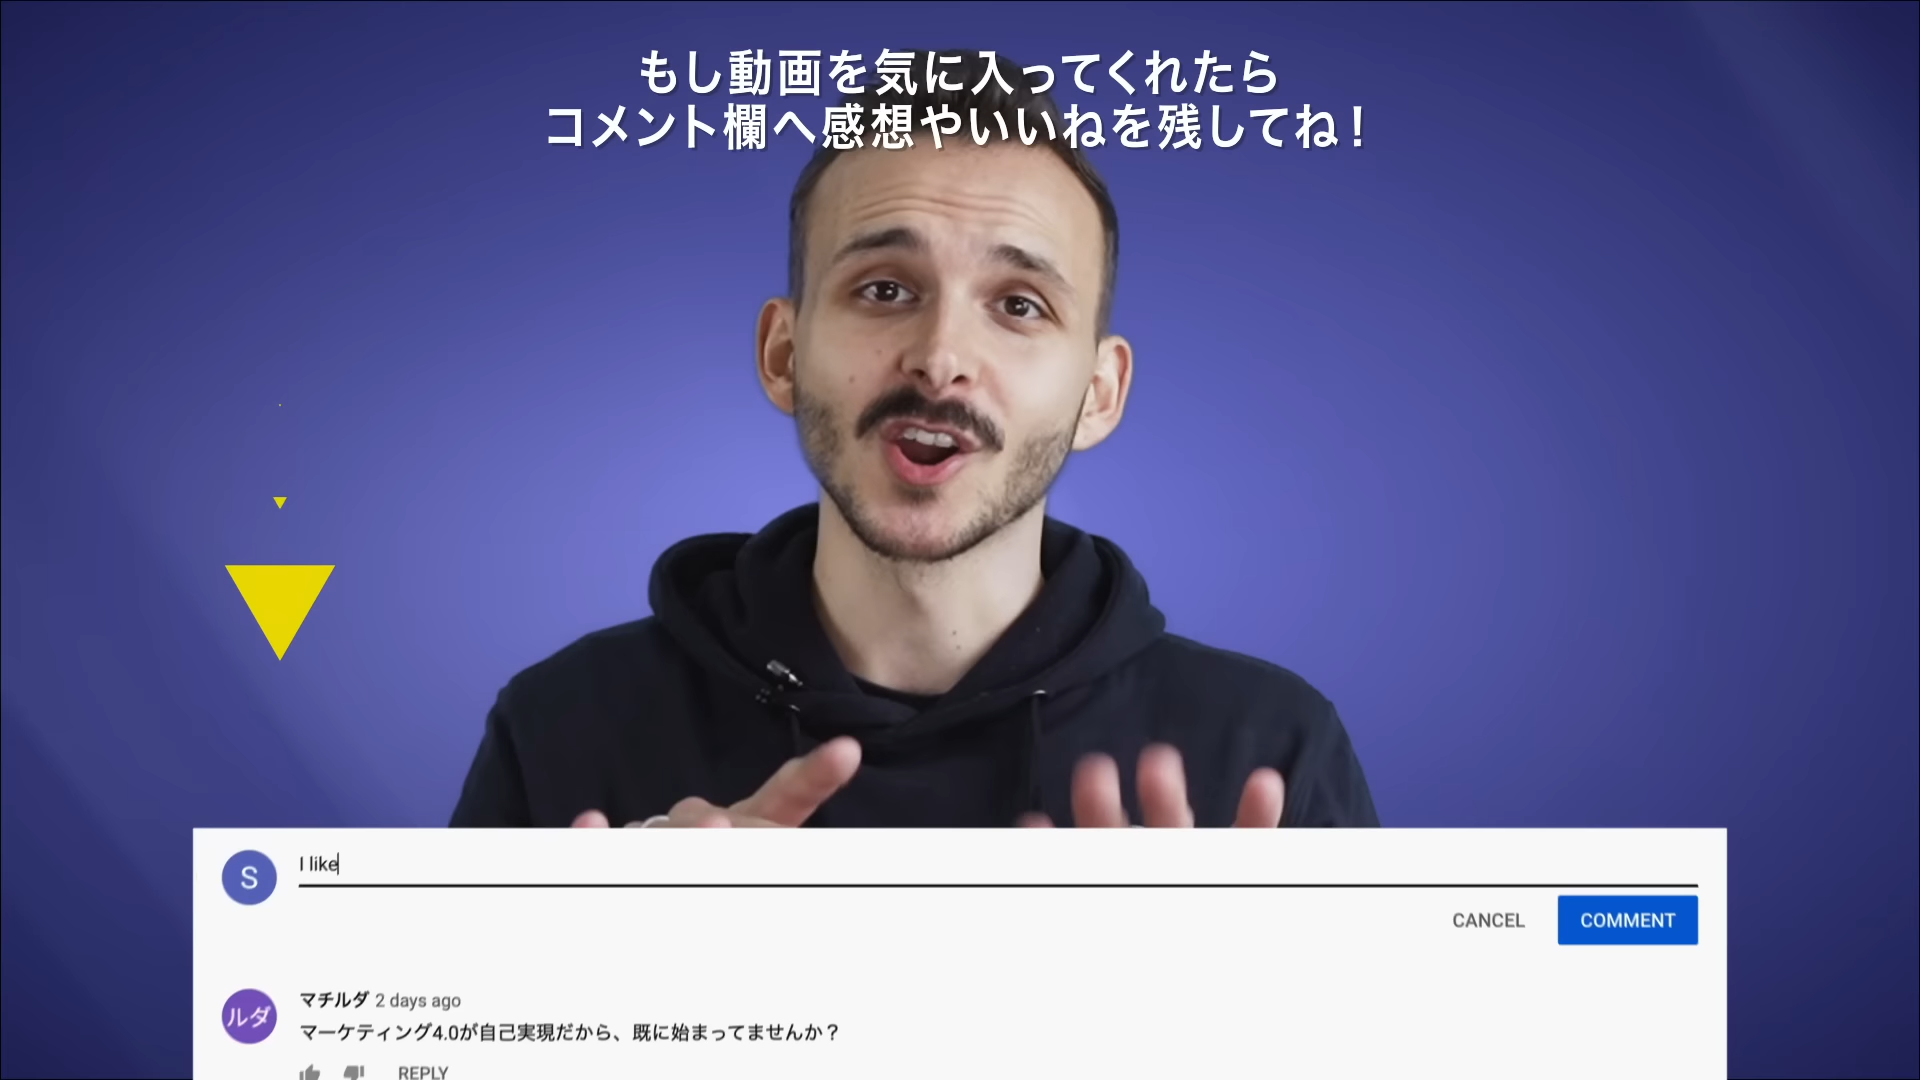 もし動画を気に入ってくれたら
コメント欄へ感想やいいねを残してね！
S
I like
CANCEL
COMMENT
ルダ
マチルダ 2 days ago
マーケティング4.0が自己実現だから、既に始まってませんか？
REPLY